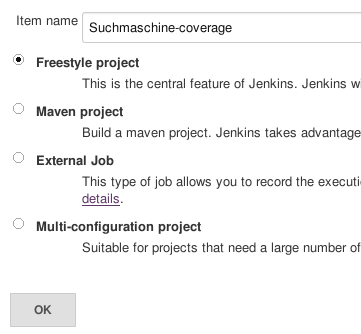 Item name Suchmaschine-coverage
Freestyle project
This is the central feature of Jenkins. Jenkins
Maven project
Build a maven project. Jenkins takes advantage
External Job
This type of job allows you to record the
details.
Multi-configuration project
Suitable for projects that need a large number of
OK